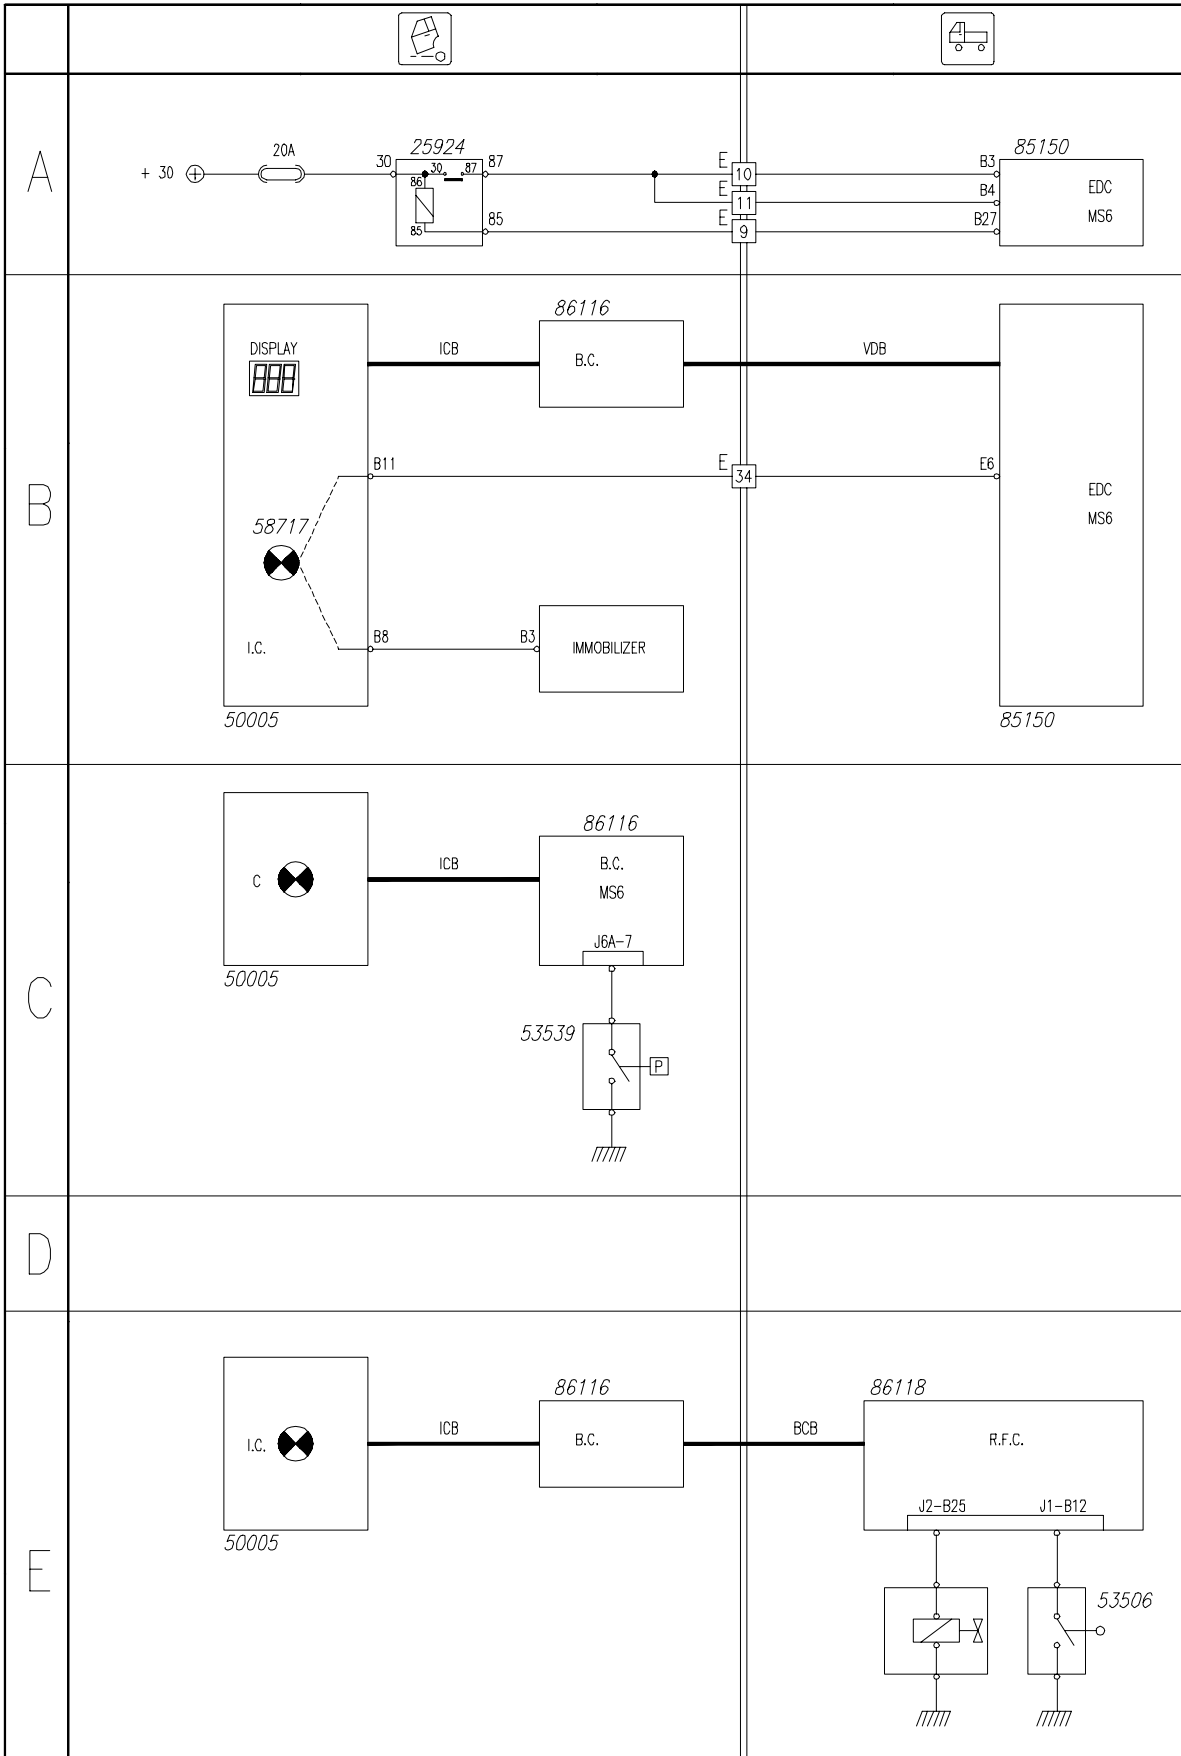 A
+ 30
20A
30
25924
30
87
86
85
87
85
E
10
E
11
E
9
85150
B3
B4
B27
EDC
MS6
B
DISPLAY
888
ICB
86116
B.C.
VDB
B11
E
34
E6
EDC
MS6
58717
I.C.
B8
B3
IMMOBILIZER
50005
85150
C
C
50005
ICB
86116
B.C.
MS6
J6A-7
53539
P
D
E
I.C.
50005
ICB
86116
B.C.
BCB
86118
R.F.C.
J2-B25
J1-B12
53506